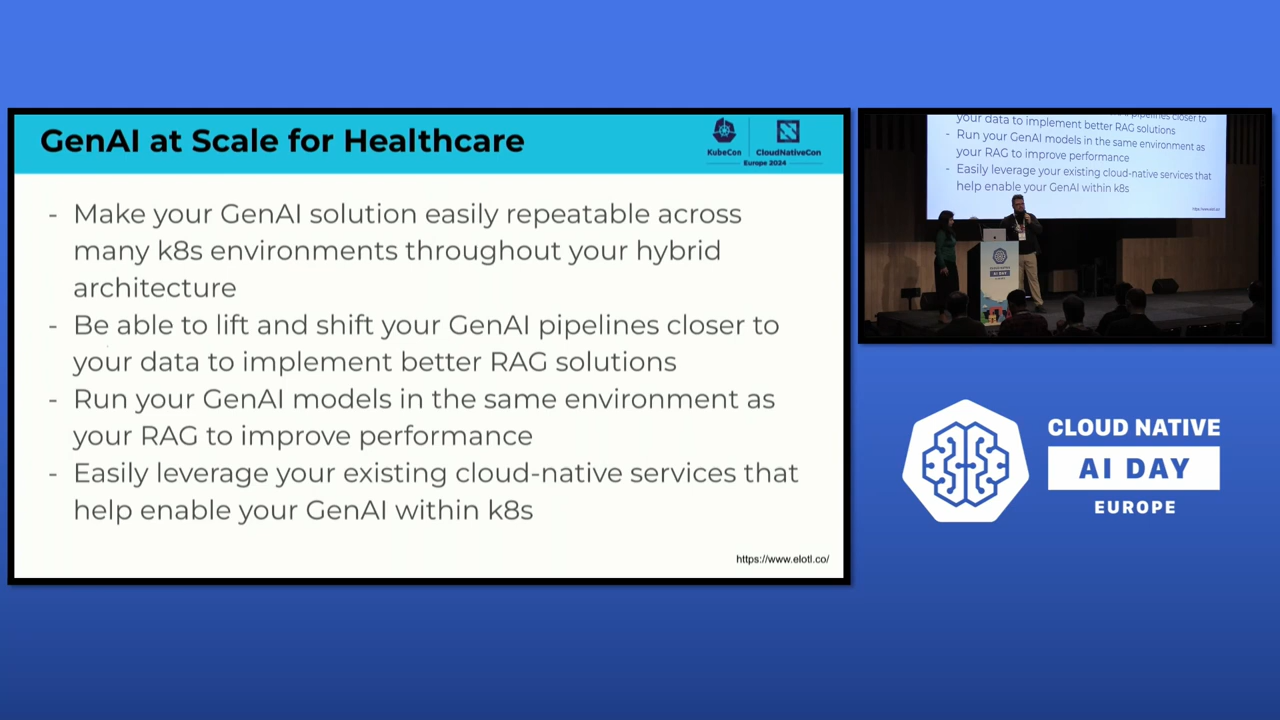 GenAI at Scale for Healthcare
KubeCon
CloudNativeCon
Europe 2024
- Make your GenAI solution easily repeatable across
many k8s environments throughout your hybrid
architecture
- Be able to lift and shift your GenAI pipelines closer to
your data to implement better RAG solutions
- Run your GenAI models in the same environment as
your RAG to improve performance
- Easily leverage your existing cloud-native services that
help enable your GenAI within k8s
https://www.elotl.co/
pipelines closer to
your data to implement better RAG solutions
- Run your GenAI models in the same environment as
your RAG to improve performance
- Easily leverage your existing cloud-native services that
help enable your GenAI within k8s
AI DAY
CLOUD NATIVE
AI DAY
EUROPE